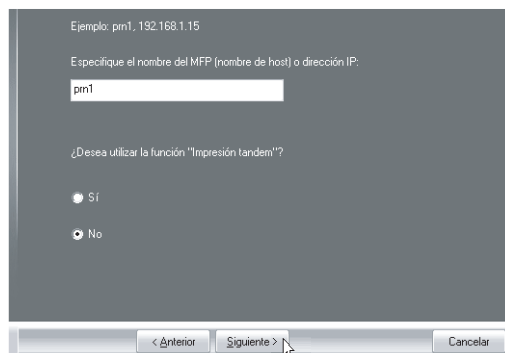 Ejemplo: prn1, 192.168.1.15
Especifique el nombre del MFP (nombre de host) o dirección IP:
prn1
¿Desea utilizar la función "Impresión tandem"?
Sí
No
< Anterior
Siguiente >
Cancelar